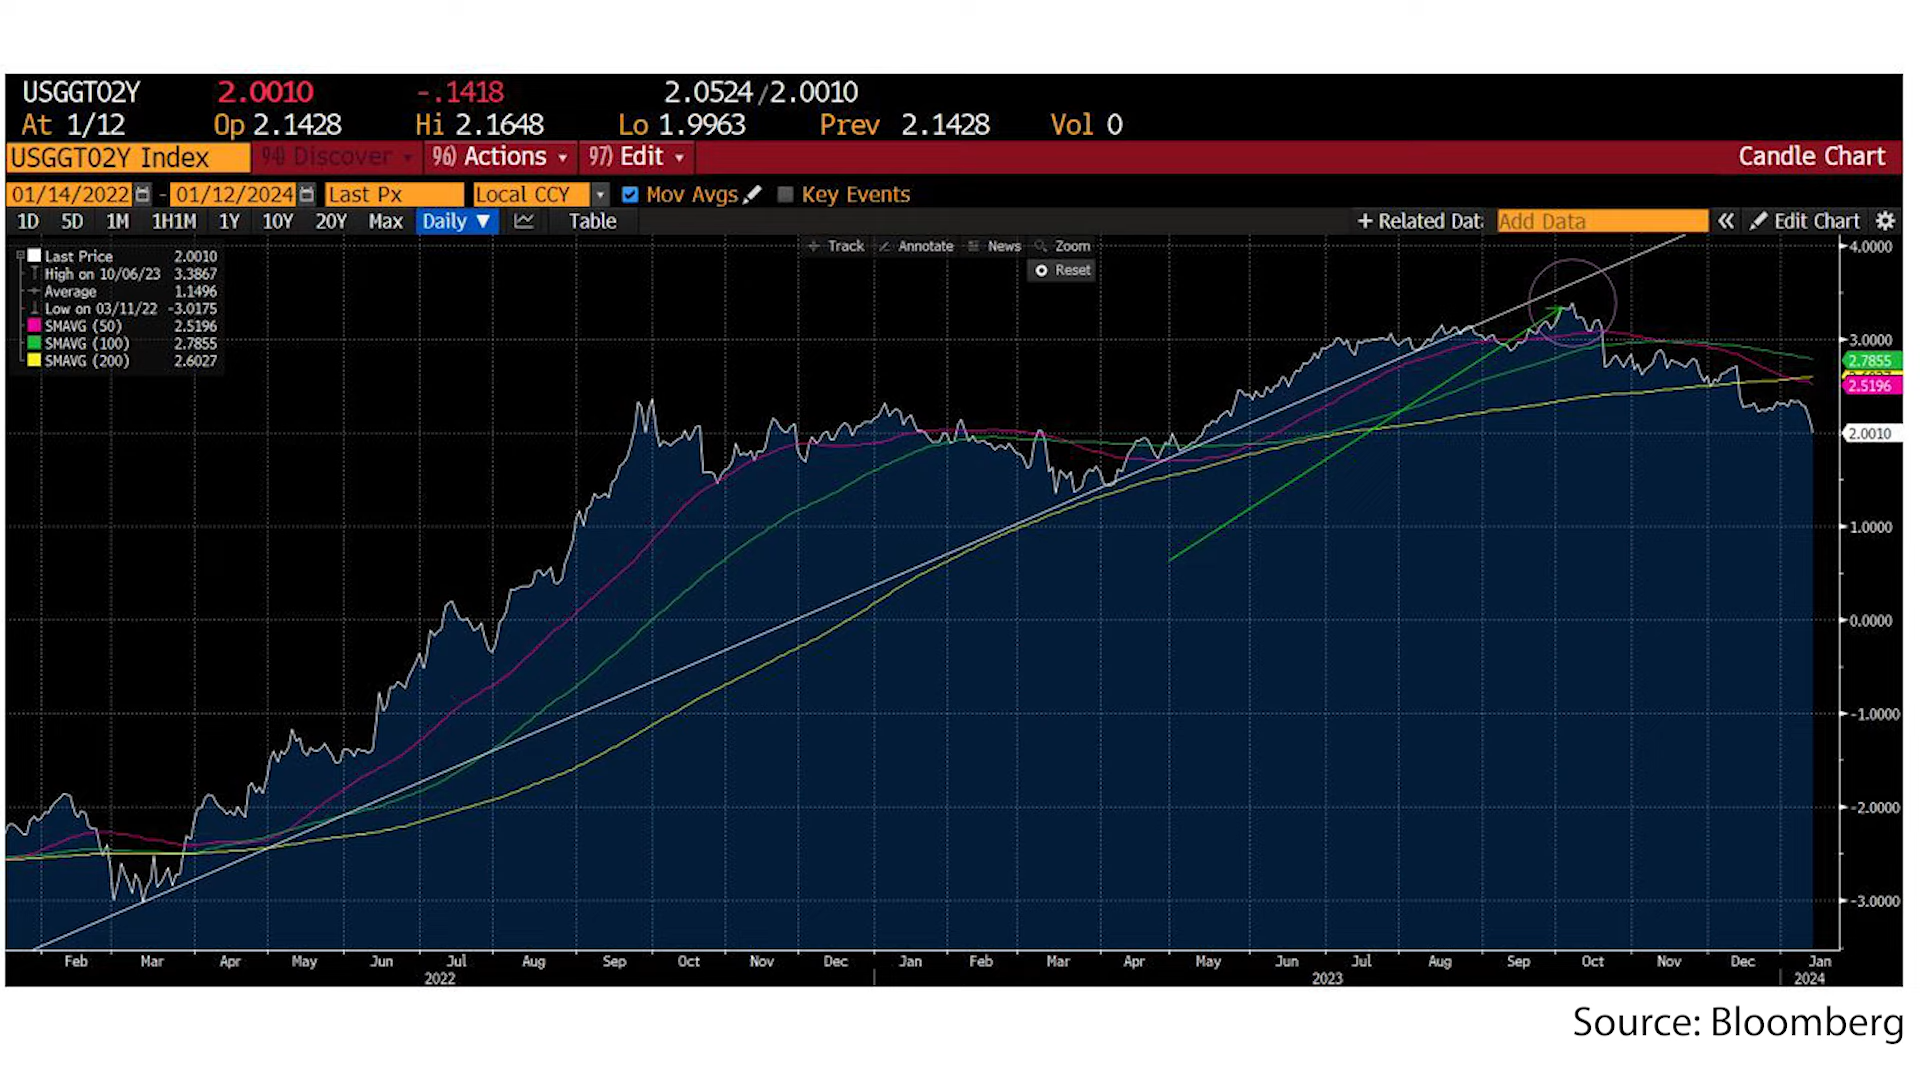 USGGT02Y 2.0010 -.1418 2.0524/2.0010
At 1/12 Op 2.1428 Hi 2.1648 Lo 1.9963 Prev 2.1428 Vol 0
USGGT02Y Index 94) Discover 96) Actions 97) Edit Candle Chart
01/14/2022 - 01/12/2024 Last Px Local CCY Mov Avgs Key Events
1D 5D 1M 1H1M 1Y 10Y 20Y Max Daily ▼ Table + Related Dat Add Data « Edit Chart
Track Annotate News Zoom
Reset
Last Price 2.0010
High on 10/06/23 3.3867
Average 1.1496
Low on 03/11/22 -3.0175
SMAVG (50) 2.5196
SMAVG (100) 2.7855
SMAVG (200) 2.6027
4.0000
3.0000
2.7855
2.5196
2.0010
1.0000
0.0000
-1.0000
-2.0000
-3.0000
Feb Mar Apr May Jun Jul Aug Sep Oct Nov Dec Jan Feb Mar Apr May Jun Jul Aug Sep Oct Nov Dec Jan
2022 2023 2024
Source: Bloomberg